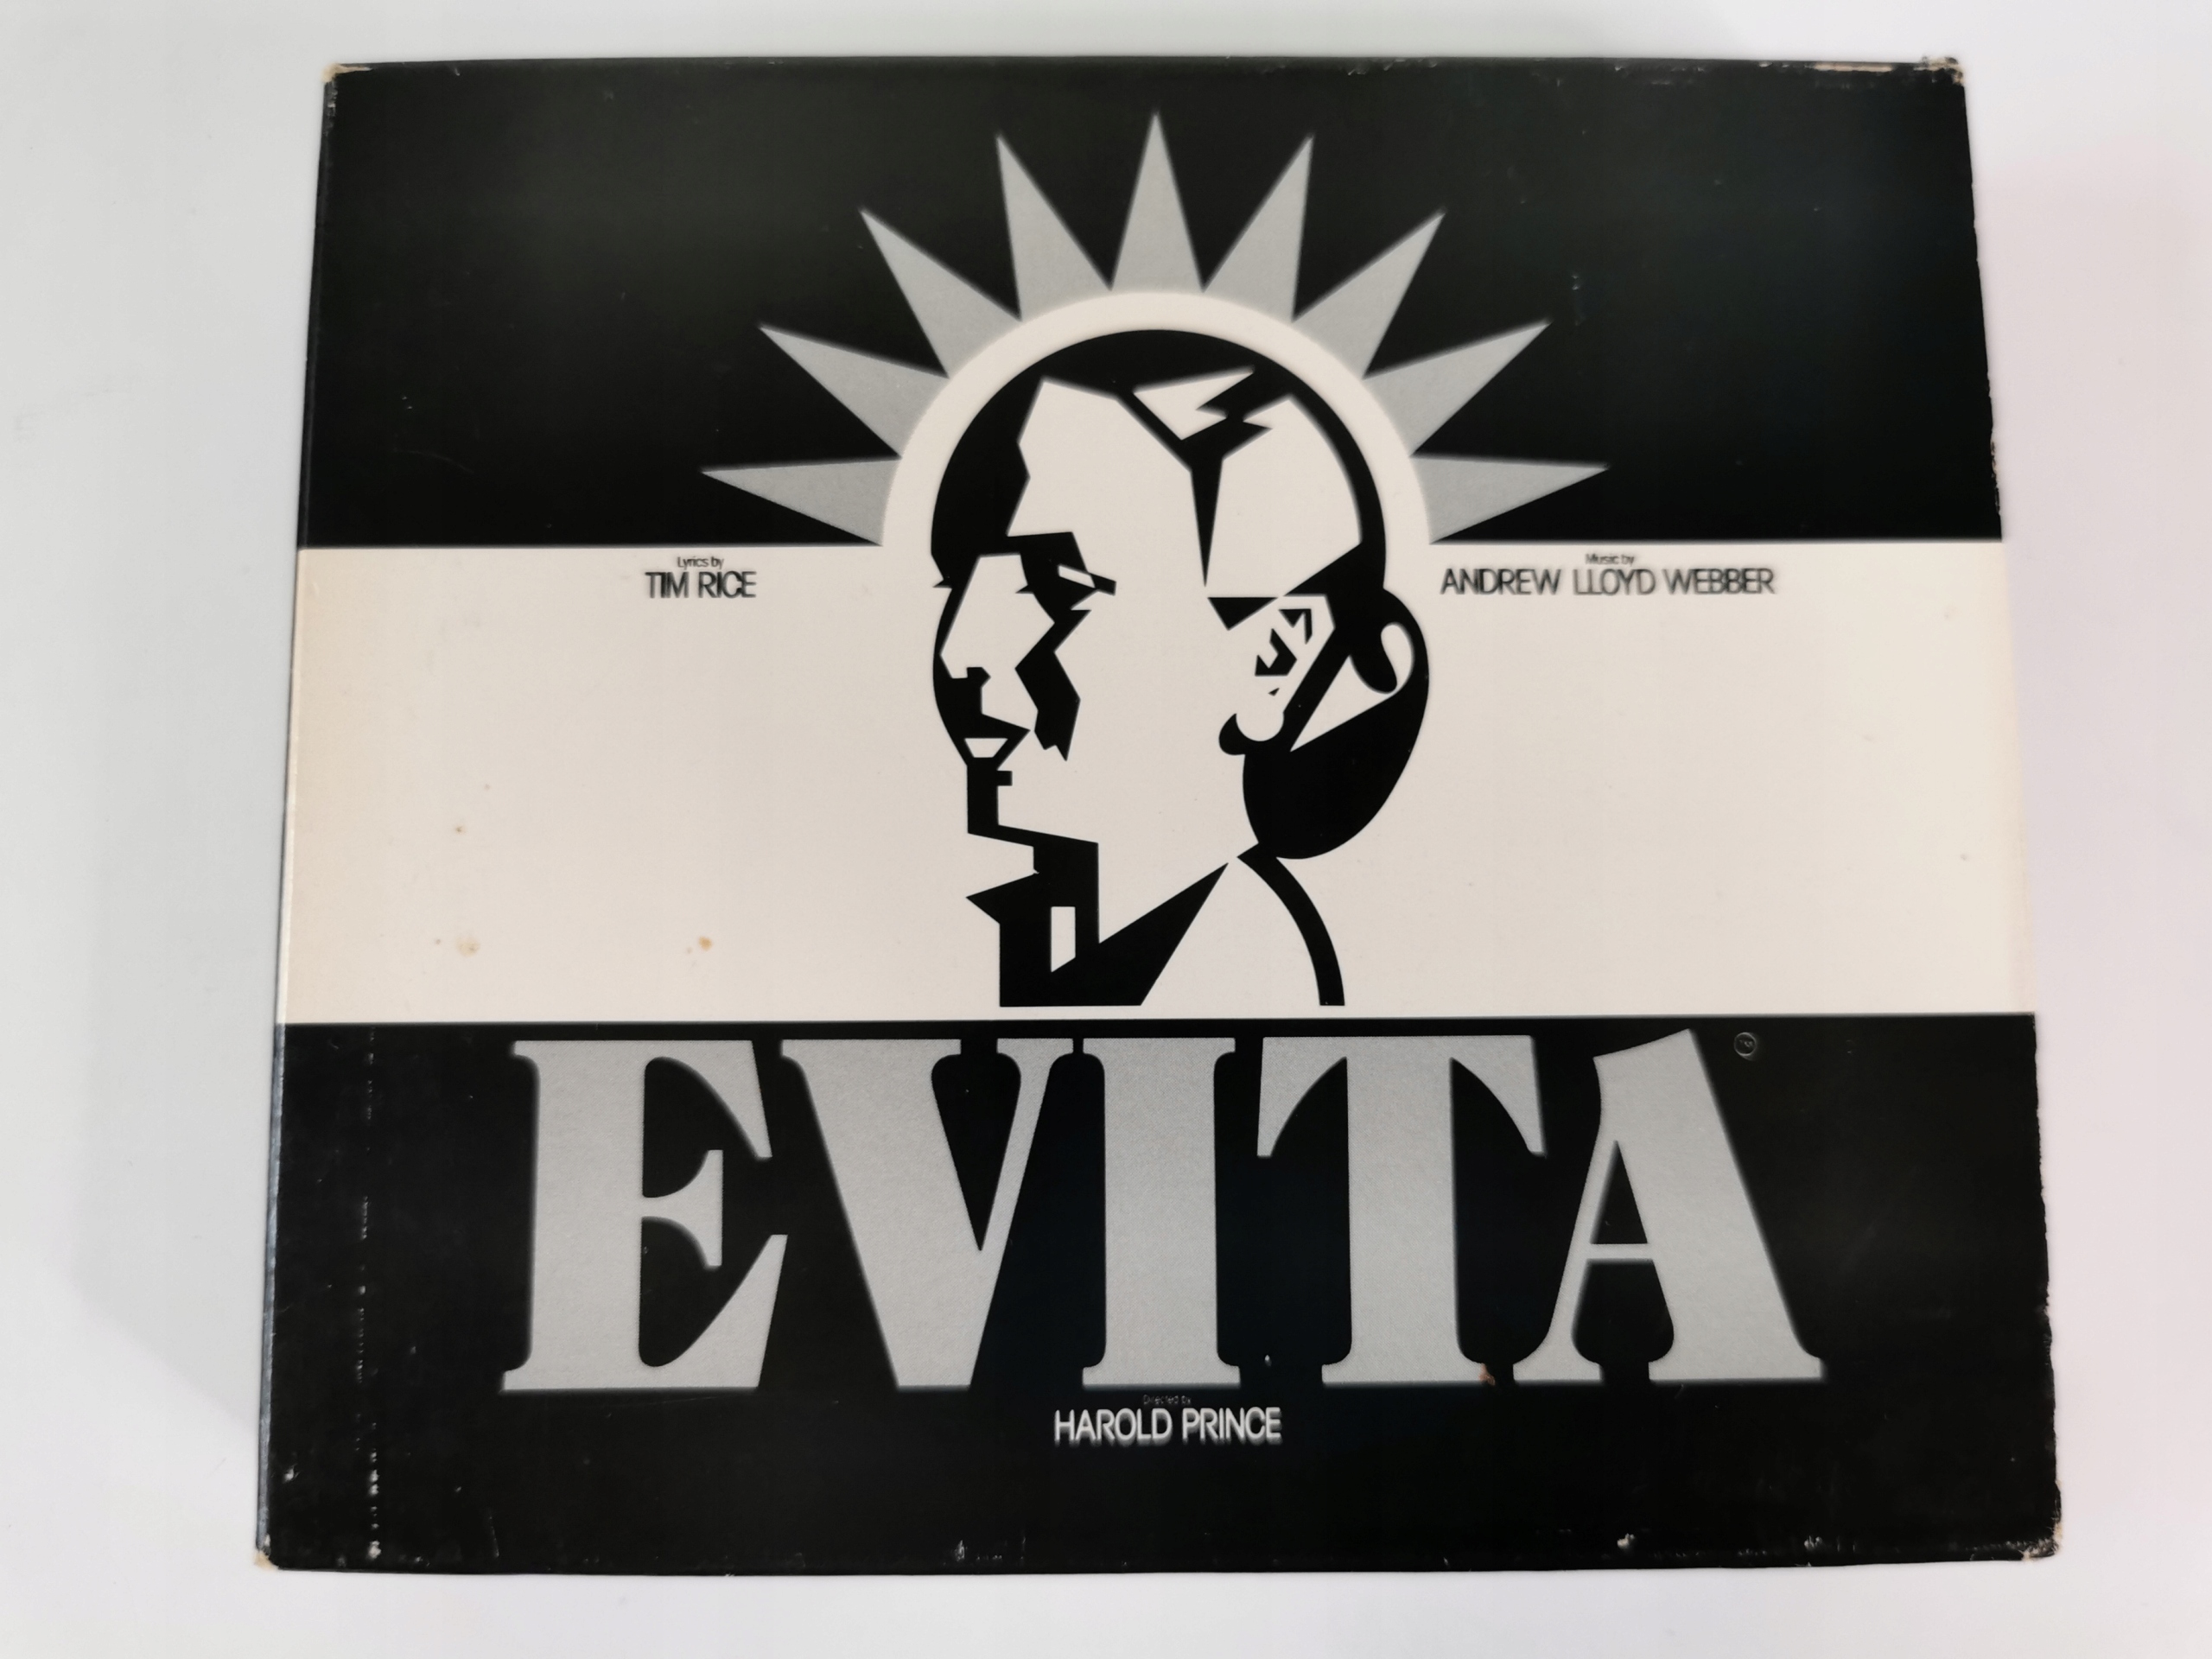 Lyrics by
TIM RICE
Music by
ANDREW LLOYD WEBBER
EVITA
Directed by
HAROLD PRINCE